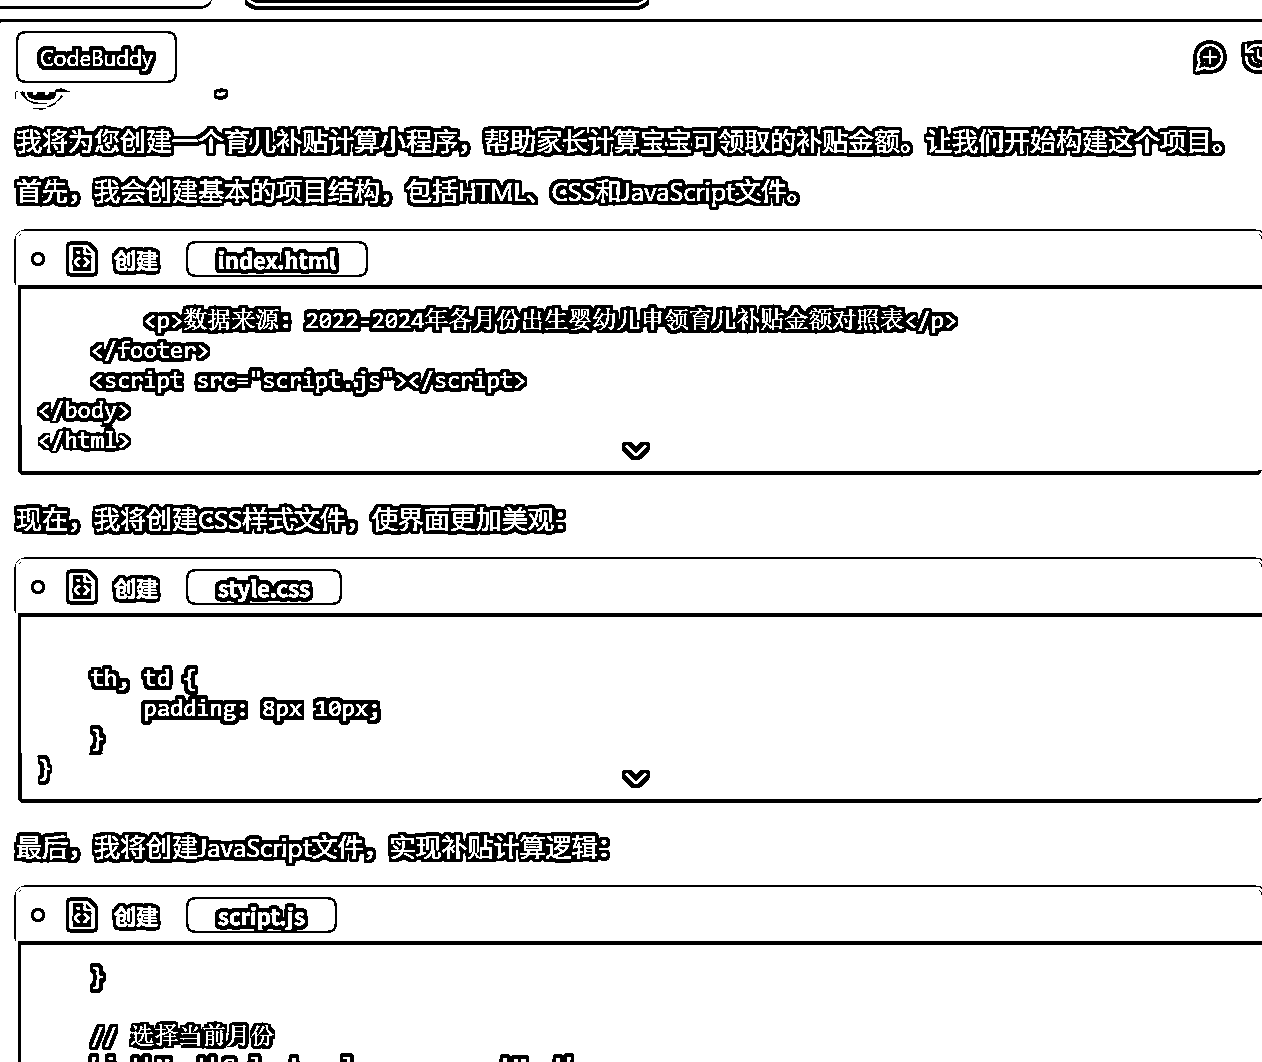 CodeBuddy
我将为您创建一个育儿补贴计算小程序，帮助家长计算宝宝可领取的补贴金额。让我们开始构建这个项目。
首先，我会创建基本的项目结构，包括HTML、CSS和JavaScript文件。
创建 index.html
<p>数据来源: 2022-2024年各月份出生婴幼儿申领育儿补贴金额对照表</p>
</footer>
<script src="script.js"></script>
</body>
</html>
现在，我将创建CSS样式文件，使界面更加美观：
创建 style.css
th, td {
padding: 8px 10px;
}
}
最后，我将创建JavaScript文件，实现补贴计算逻辑：
创建 script.js
}
// 选择当前月份